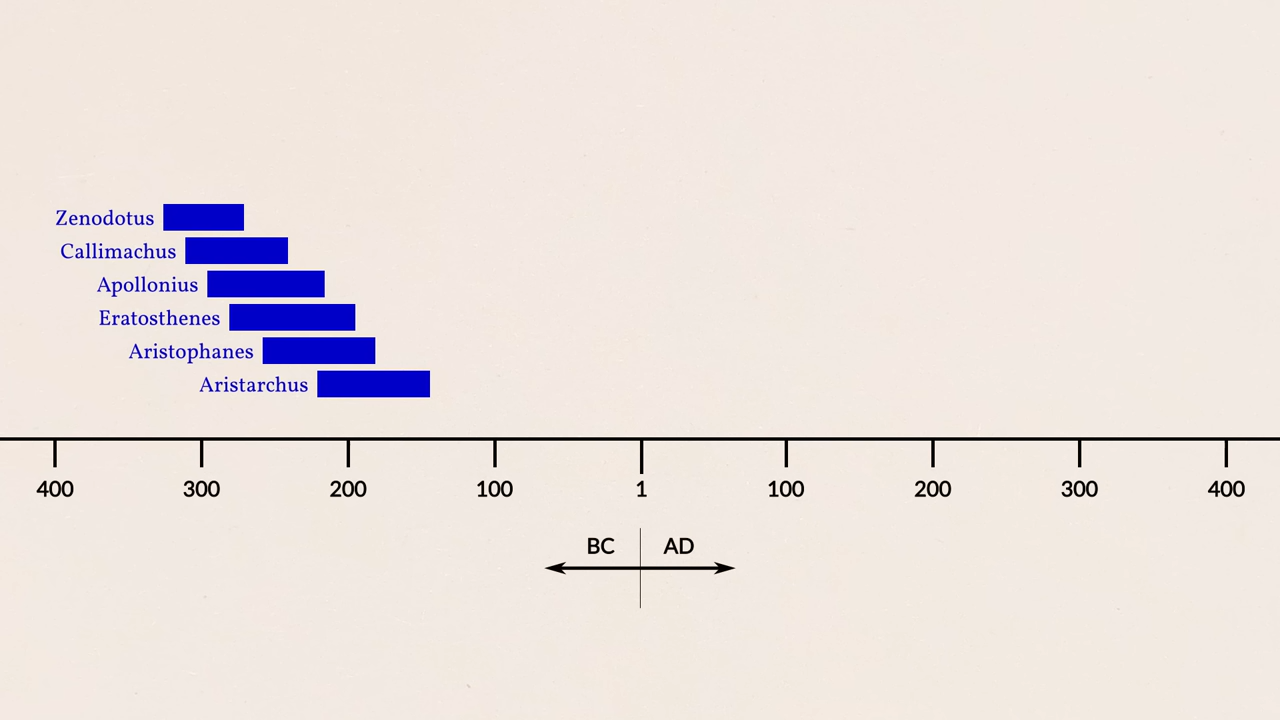 Zenodotus
Callimachus
Apollonius
Eratosthenes
Aristophanes
Aristarchus
400 300 200 100 1 100 200 300 400
BC AD